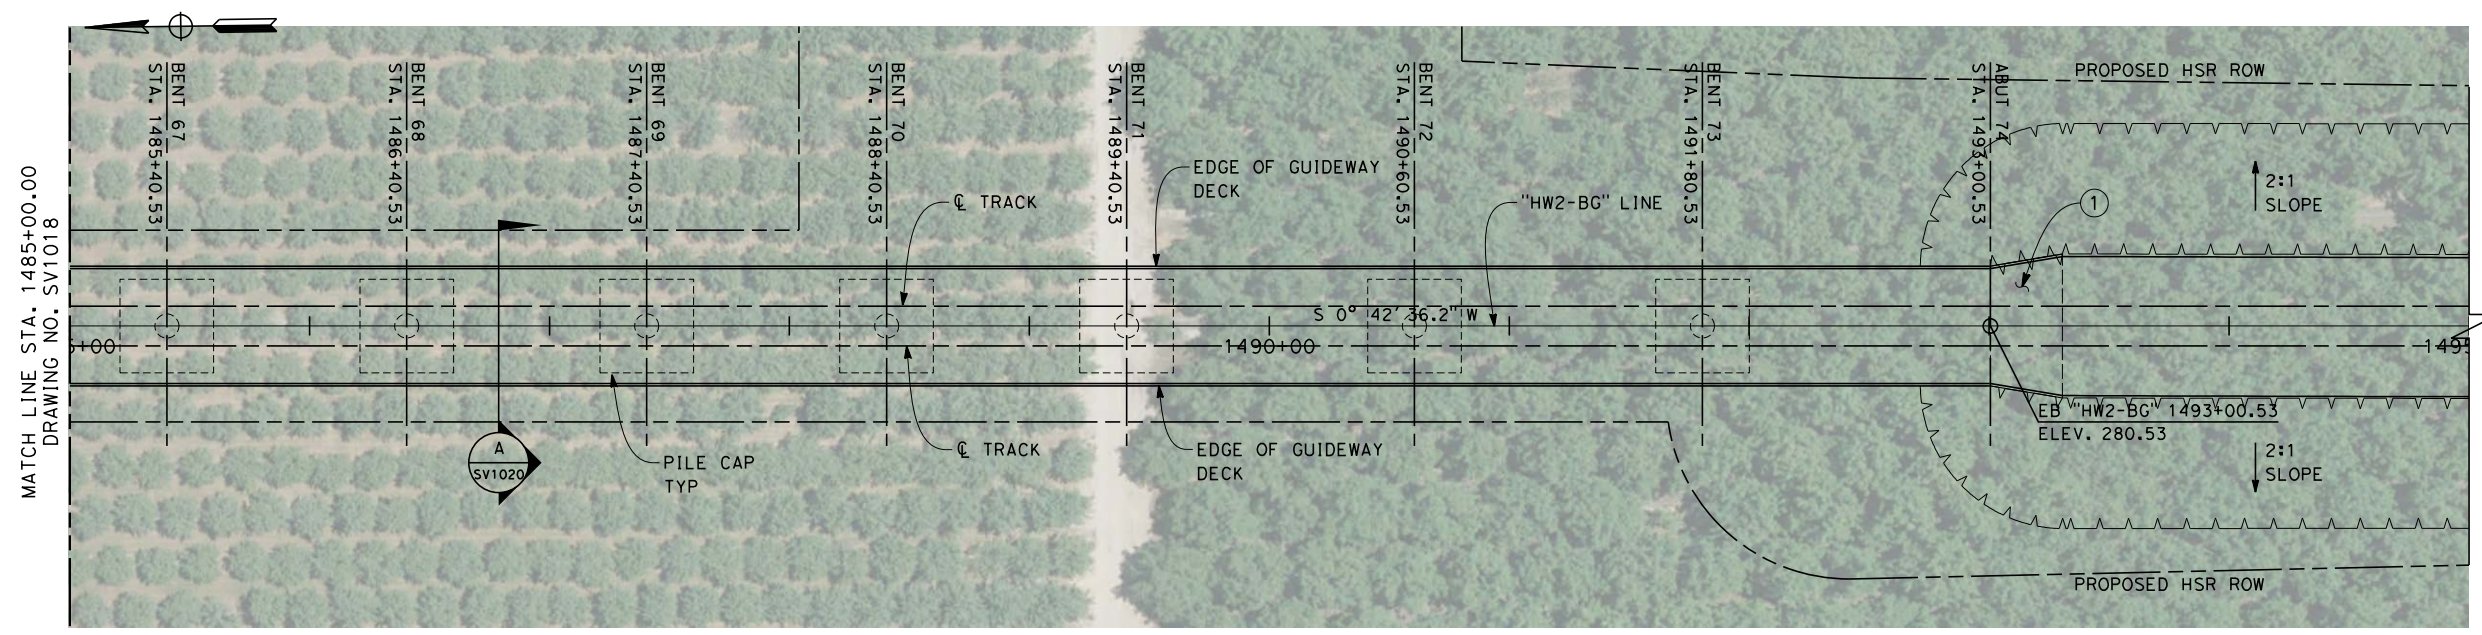 MATCH LINE STA. 1485+00.00
DRAWING NO. SV1018
BENT 67
STA. 1485+40.53
BENT 68
STA. 1486+40.53
BENT 69
STA. 1487+40.53
BENT 70
STA. 1488+40.53
BENT 71
STA. 1489+40.53
BENT 72
STA. 1490+60.53
BENT 73
STA. 1491+80.53
ABUT 74
STA. 1493+00.53
PROPOSED HSR ROW
EDGE OF GUIDEWAY
DECK
℄ TRACK
"HW2-BG" LINE
1
2:1
SLOPE
S 0° 42' 36.2" W
5+00
1490+00
1495
EB "HW2-BG" 1493+00.53
ELEV. 280.53
A
SV1020
PILE CAP
TYP
℄ TRACK
EDGE OF GUIDEWAY
DECK
2:1
SLOPE
PROPOSED HSR ROW